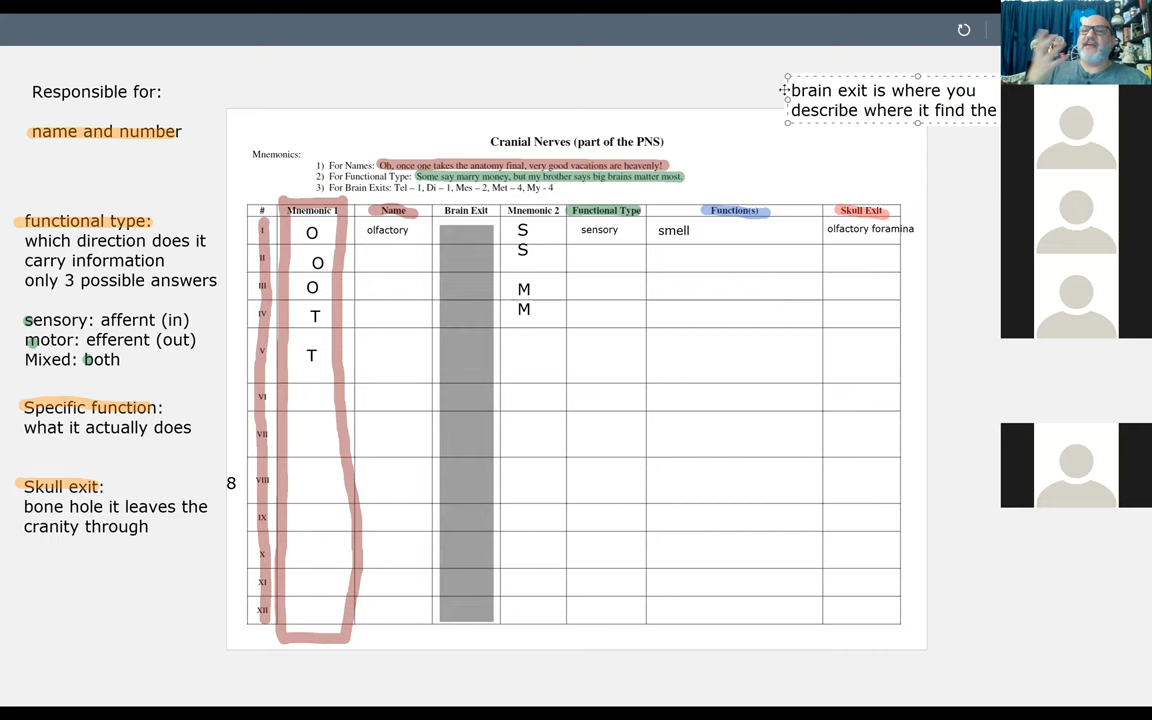 Responsible for:
name and number
functional type:
which direction does it
carry information
only 3 possible answers
sensory: affernt (in)
motor: efferent (out)
Mixed: both
Specific function:
what it actually does
Skull exit:
bone hole it leaves the
cranity through
brain exit is where you
describe where it find the
Cranial Nerves (part of the PNS)
Mnemonics:
1) For Names: Oh, once one takes the anatomy final, very good vacations are heavenly!
2) For Functional Type: Some say marry money, but my brother says big brains matter most.
3) For Brain Exits: Tel – 1, Di – 1, Mes – 2, Met – 4, My - 4
# Mnemonic 1 Name Brain Exit Mnemonic 2 Functional Type Function(s) Skull Exit
I O olfactory S sensory smell olfactory foramina
II O S
III O M
IV T M
V T
VI
VII
8 VIII
IX
X
XI
XII